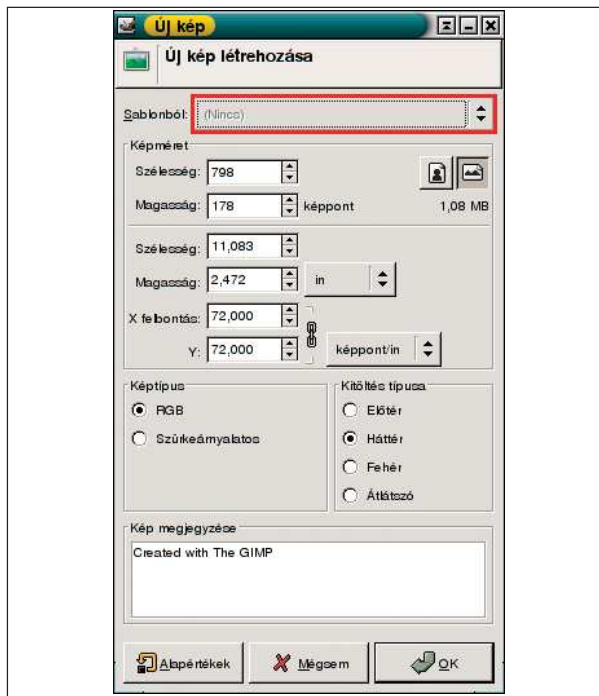 Új kép
Új kép létrehozása
Sablonból: (Nincs)
Képméret
Szélesség: 798
Magasság: 178 képpont 1,08 MB
Szélesség: 11,083
Magasság: 2,472 in
X felbontás: 72,000
Y: 72,000 képpont/in
Képtípus
RGB
Szürkeárnyalatos
Kitöltés típusa
Előtér
Háttér
Fehér
Átlátszó
Kép megjegyzése
Created with The GIMP
Alapértékek Mégsem OK